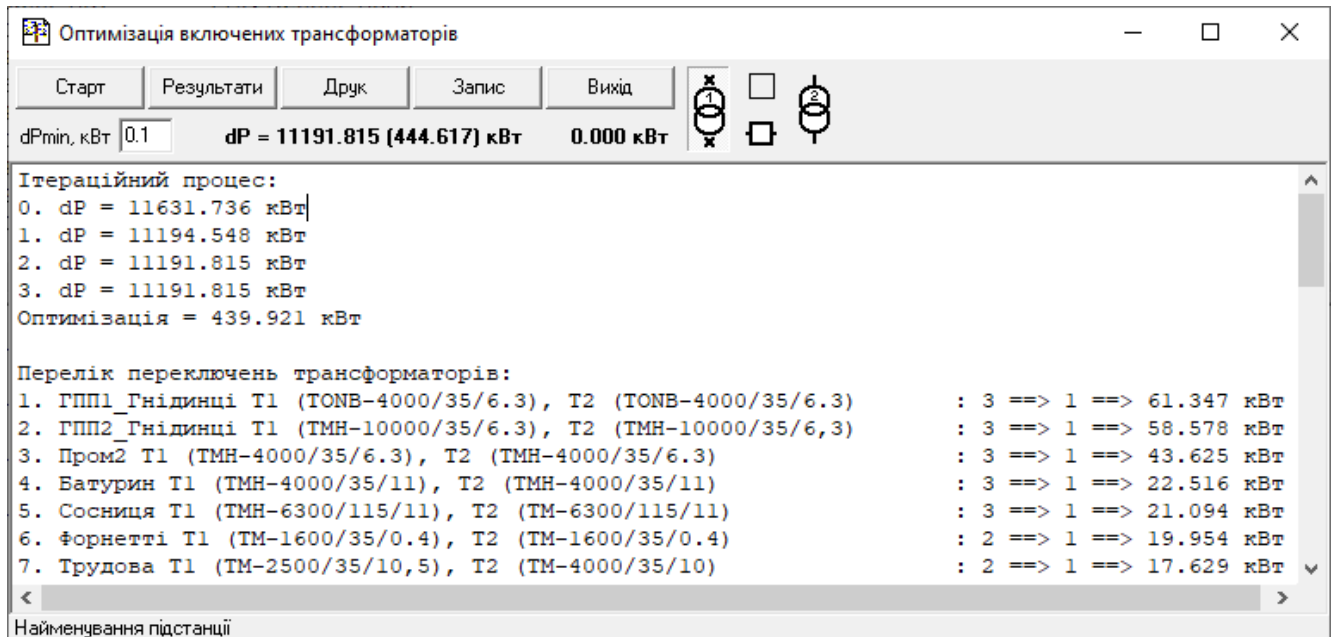 Оптимізація включених трансформаторів
Старт Результати Друк Запис Вихід 1 2
dPmin, кВт 0.1 dP = 11191.815 (444.617) кВт 0.000 кВт
Ітераційний процес:
0. dP = 11631.736 кВт
1. dP = 11194.548 кВт
2. dP = 11191.815 кВт
3. dP = 11191.815 кВт
Оптимізація = 439.921 кВт
Перелік переключень трансформаторів:
1. ГПП1_Гнідинці Т1 (TONB-4000/35/6.3), Т2 (TONB-4000/35/6.3) : 3 ==> 1 ==> 61.347 кВт
2. ГПП2_Гнідинці Т1 (ТМН-10000/35/6.3), Т2 (ТМН-10000/35/6,3) : 3 ==> 1 ==> 58.578 кВт
3. Пром2 Т1 (ТМН-4000/35/6.3), Т2 (ТМН-4000/35/6.3) : 3 ==> 1 ==> 43.625 кВт
4. Батурин Т1 (ТМН-4000/35/11), Т2 (ТМН-4000/35/11) : 3 ==> 1 ==> 22.516 кВт
5. Сосниця Т1 (ТМН-6300/115/11), Т2 (ТМ-6300/115/11) : 3 ==> 1 ==> 21.094 кВт
6. Форнетті Т1 (ТМ-1600/35/0.4), Т2 (ТМ-1600/35/0.4) : 2 ==> 1 ==> 19.954 кВт
7. Трудова Т1 (ТМ-2500/35/10,5), Т2 (ТМ-4000/35/10) : 2 ==> 1 ==> 17.629 кВт
Найменування підстанції